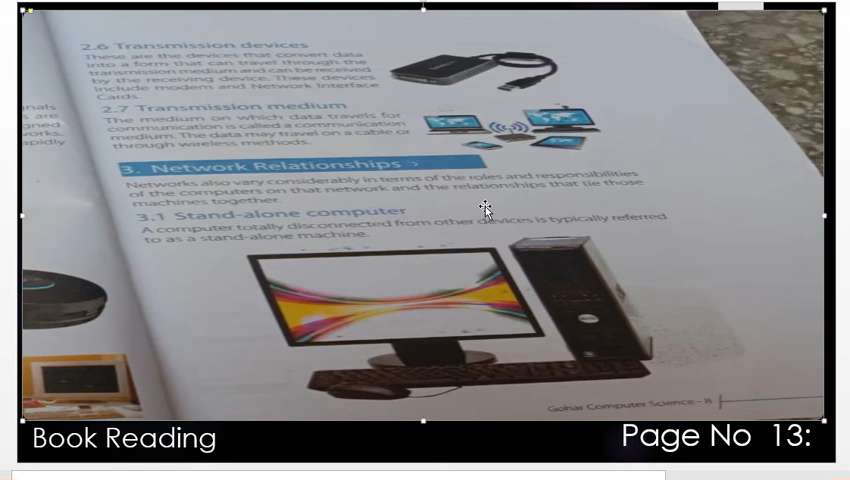 2.6 Transmission devices
These are the devices that convert data
into a form that can travel through the
transmission medium and can be received
by the receiving device. These devices
include modem and Network Interface
Cards.
2.7 Transmission medium
The medium on which data travels for
communication is called a communication
medium. The data may travel on a cable or
through wireless methods.
3. Network Relationships
Networks also vary considerably in terms of the roles and responsibilities
of the computers on that network and the relationships that tie those
machines together.
3.1 Stand-alone computer
A computer totally disconnected from other devices is typically referred
to as a stand-alone machine.
Gohar Computer Science - 8
Book Reading
Page No 13: